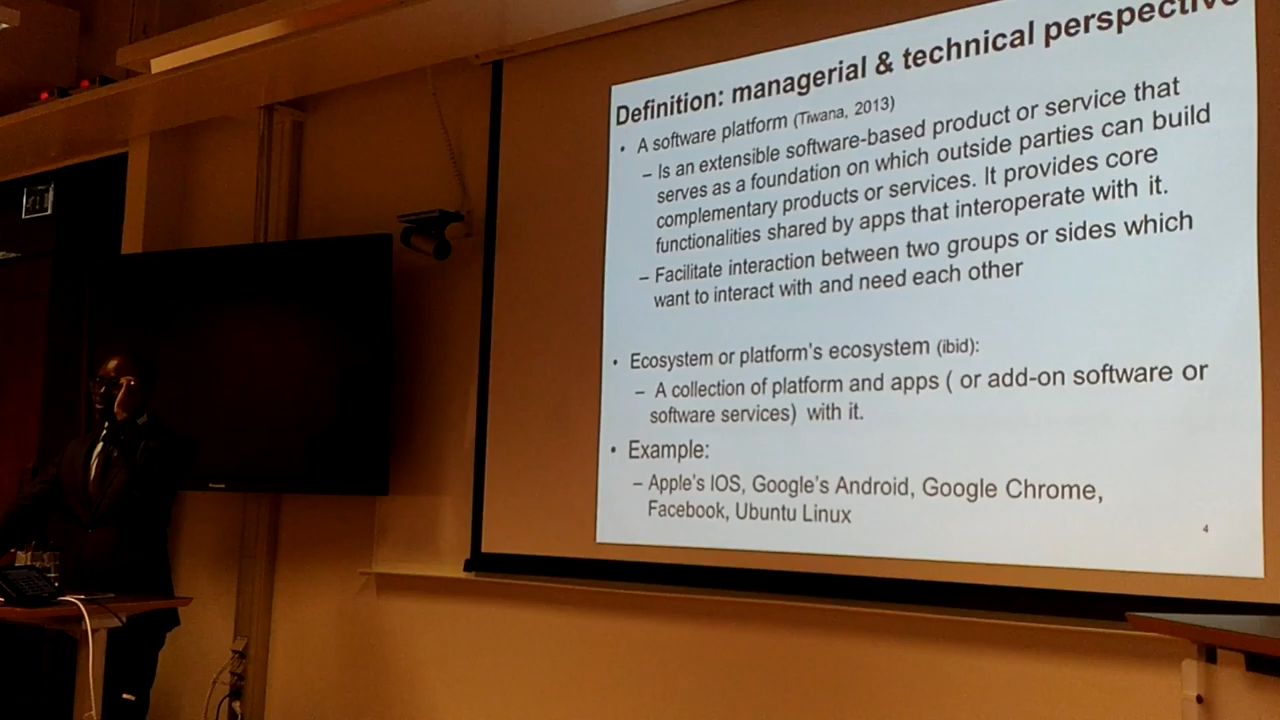 Definition: managerial & technical perspective
• A software platform (Tiwana, 2013)
– Is an extensible software-based product or service that
serves as a foundation on which outside parties can build
complementary products or services. It provides core
functionalities shared by apps that interoperate with it.
– Facilitate interaction between two groups or sides which
want to interact with and need each other
• Ecosystem or platform's ecosystem (ibid):
– A collection of platform and apps ( or add-on software or
software services) with it.
• Example:
– Apple's IOS, Google's Android, Google Chrome,
Facebook, Ubuntu Linux
4
Panasonic